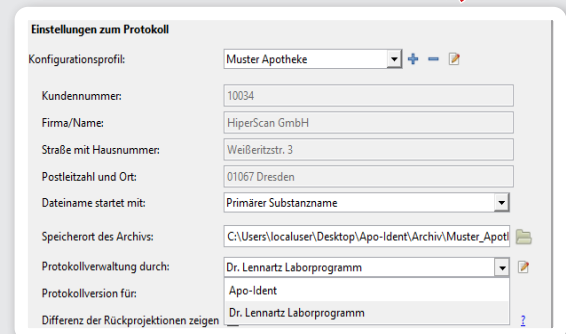 Einstellungen zum Protokoll
Konfigurationsprofil: Muster Apotheke
Kundennummer: 10034
Firma/Name: HiperScan GmbH
Straße mit Hausnummer: Weißeritzstr. 3
Postleitzahl und Ort: 01067 Dresden
Dateiname startet mit: Primärer Substanzname
Speicherort des Archivs: C:\Users\localuser\Desktop\Apo-Ident\Archiv\Muster_Apot
Protokollverwaltung durch: Dr. Lennartz Laborprogramm
Protokollversion für: Apo-Ident
Dr. Lennartz Laborprogramm
Differenz der Rückprojektionen zeigen ?